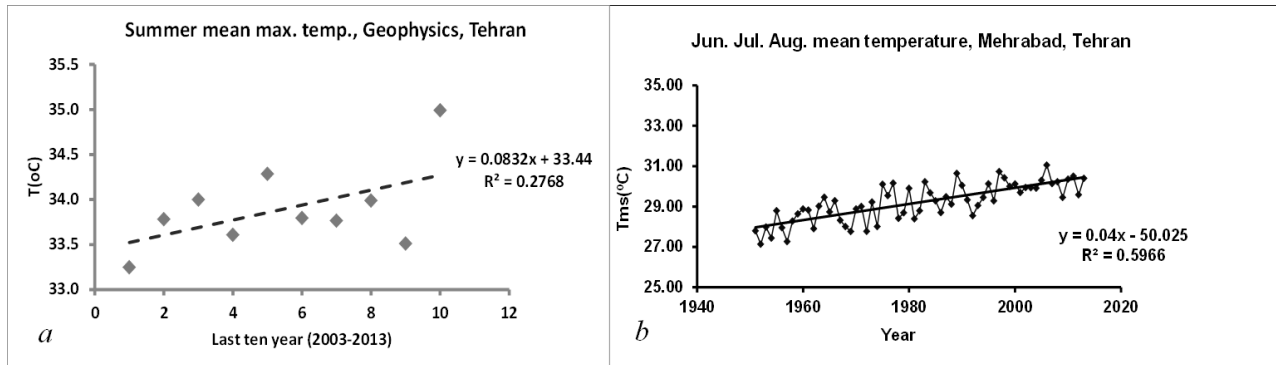 Summer mean max. temp., Geophysics, Tehran
35.5
35.0
34.5
34.0
33.5
33.0
T(oC)
y = 0.0832x + 33.44
R² = 0.2768
0 2 4 6 8 10 12
Last ten year (2003-2013)
a
Jun. Jul. Aug. mean temperature, Mehrabad, Tehran
35.00
33.00
31.00
29.00
27.00
25.00
Tms(ºC)
y = 0.04x - 50.025
R² = 0.5966
1940 1960 1980 2000 2020
Year
b